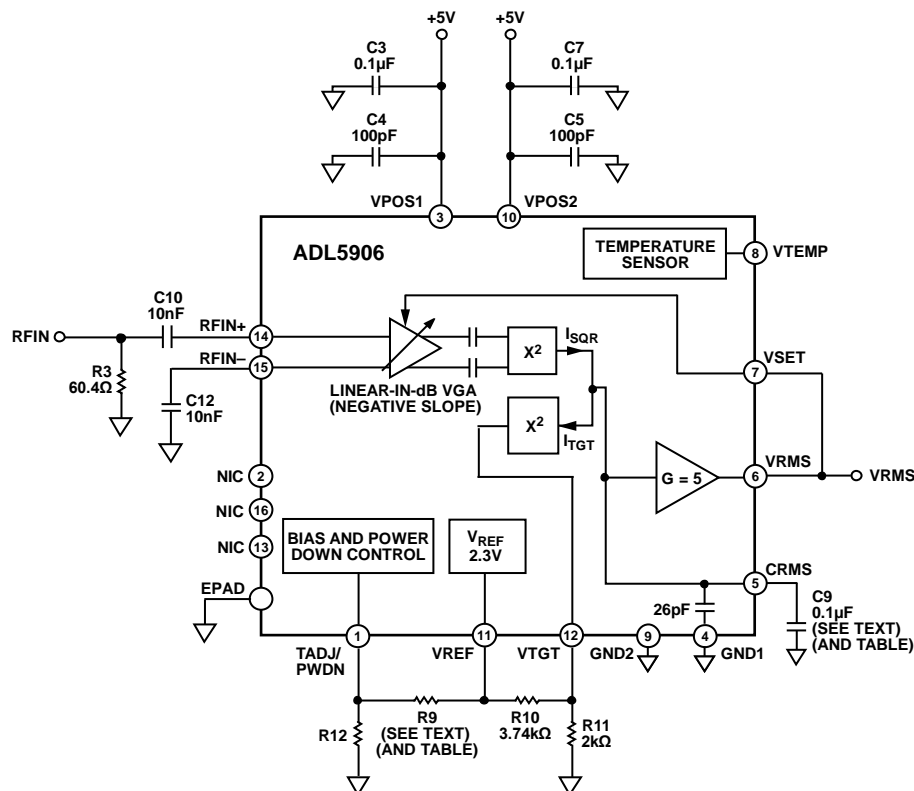 +5V
+5V
C3
0.1µF
C7
0.1µF
C4
100pF
C5
100pF
VPOS1
3
10
VPOS2
ADL5906
TEMPERATURE
SENSOR
8
VTEMP
C10
10nF
RFIN
RFIN+
14
RFIN–
15
R3
60.4Ω
C12
10nF
LINEAR-IN-dB VGA
(NEGATIVE SLOPE)
X2
ISQR
X2
ITGT
VSET
7
G = 5
VRMS
6
VRMS
NIC
2
NIC
16
NIC
13
EPAD
BIAS AND POWER
DOWN CONTROL
VREF
2.3V
CRMS
5
26pF
C9
0.1µF
(SEE TEXT)
(AND TABLE)
1
11
12
9
4
TADJ/
PWDN
VREF
VTGT
GND2
GND1
R12
R9
(SEE TEXT)
(AND TABLE)
R10
3.74kΩ
R11
2kΩ